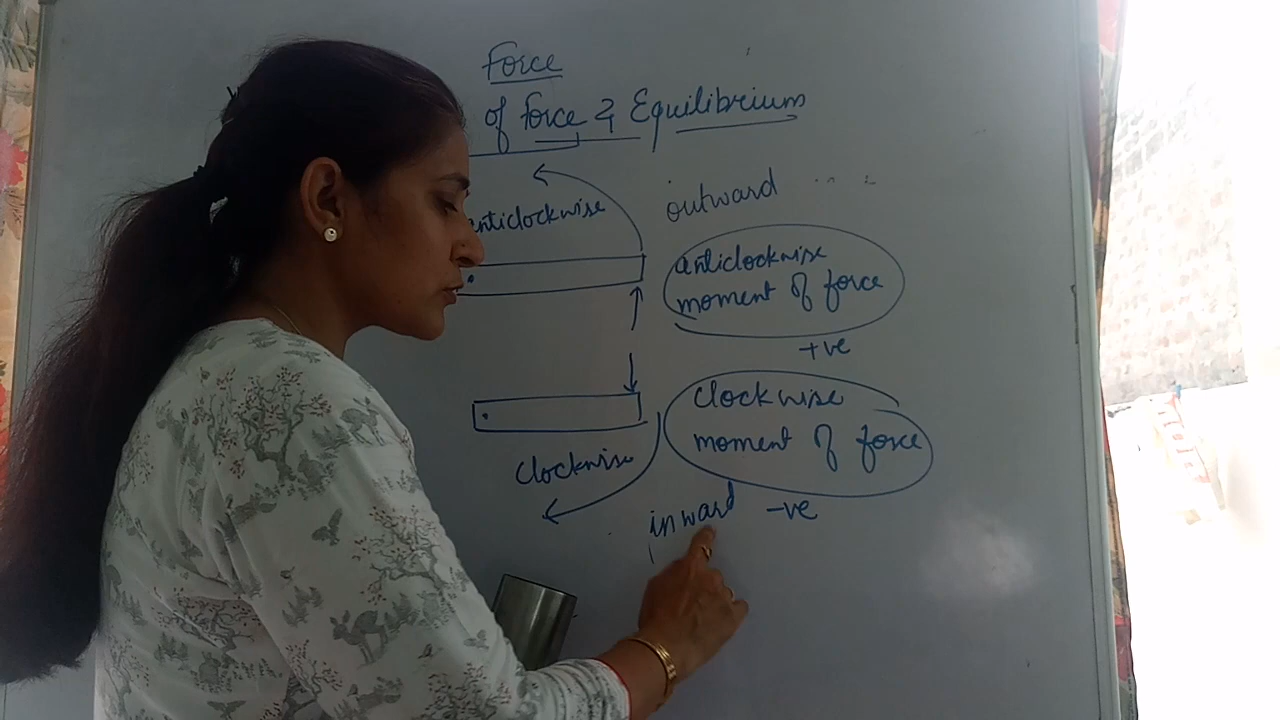 Force
of force & Equilibrium
anticlockwise
outward
anticlockwise
moment of force
+ve
clockwise
moment of force
clockwise
inward
-ve